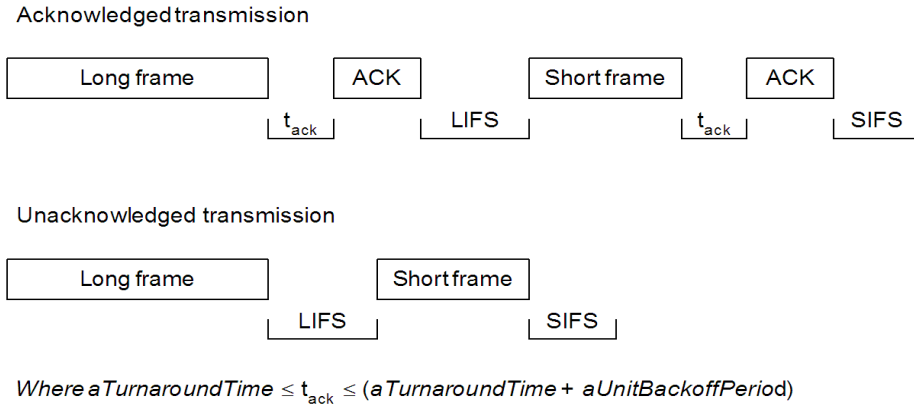 Acknowledged transmission
Long frame ACK Short frame ACK
tack LIFS tack SIFS
Unacknowledged transmission
Long frame Short frame
LIFS SIFS
Where aTurnaroundTime ≤ tack ≤ (aTurnaroundTime + aUnitBackoffPeriod)